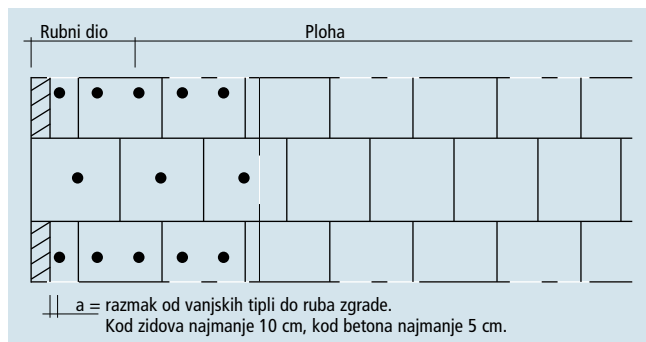 Rubni dio Ploha
a = razmak od vanjskih tipli do ruba zgrade.
Kod zidova najmanje 10 cm, kod betona najmanje 5 cm.